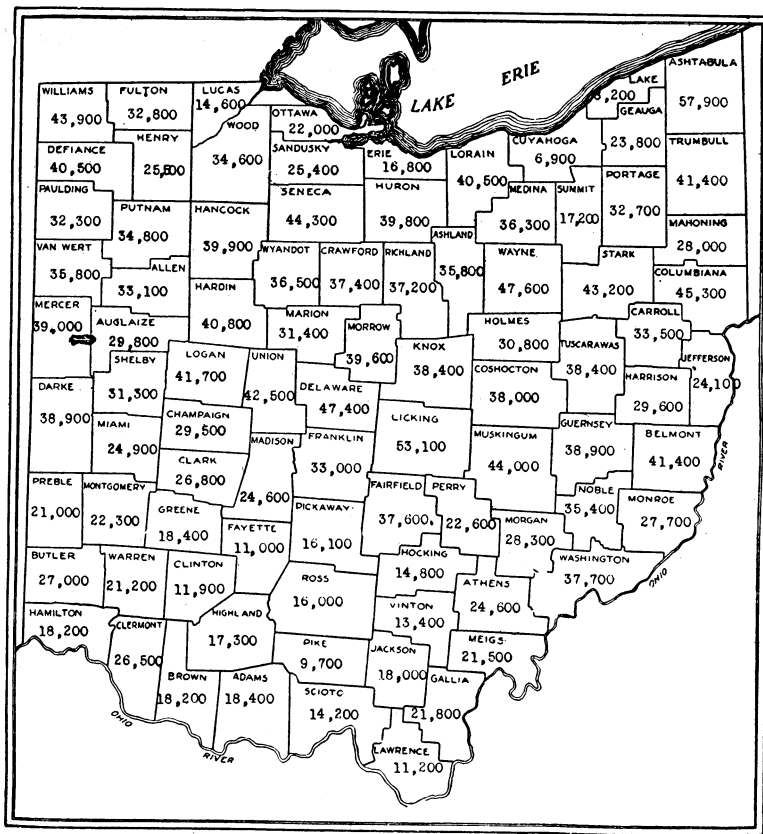 LAKE ERIE
WILLIAMS
43,900
FULTON
32,800
LUCAS
14,600
OTTAWA
22,000
LAKE
GEAUGA
23,800
ASHTABULA
57,900
DEFIANCE
40,500
HENRY
WOOD
34,600
SANDUSKY
25,400
ERIE
16,800
LORAIN
40,500
CUYAHOGA
6,900
TRUMBULL
41,400
PAULDING
32,300
PUTNAM
34,800
HANCOCK
39,900
SENECA
44,300
HURON
39,800
MEDINA
36,300
SUMMIT
17,200
PORTAGE
32,700
MAHONING
28,000
VAN WERT
35,800
ALLEN
33,100
HARDIN
40,800
WYANDOT
36,500
CRAWFORD
37,400
RICHLAND
37,200
ASHLAND
35,800
WAYNE
47,600
STARK
43,200
COLUMBIANA
45,300
MERCER
39,000
AUGLAIZE
29,800
MARION
31,400
MORROW
39,600
HOLMES
30,800
TUSCARAWAS
38,400
CARROLL
33,500
JEFFERSON
24,100
SHELBY
31,300
LOGAN
41,700
UNION
42,500
DELAWARE
47,400
KNOX
38,400
COSHOCTON
38,000
HARRISON
29,600
DARKE
38,900
MIAMI
24,900
CHAMPAIGN
29,500
CLARK
26,800
MADISON
24,600
FRANKLIN
33,000
LICKING
53,100
MUSKINGUM
44,000
GUERNSEY
38,900
BELMONT
41,400
RIVER
PREBLE
21,000
MONTGOMERY
22,300
GREENE
18,400
FAYETTE
11,000
PICKAWAY
16,100
FAIRFIELD
37,600
PERRY
22,600
MORGAN
28,300
NOBLE
35,400
MONROE
27,700
BUTLER
27,000
WARREN
21,200
CLINTON
11,900
ROSS
16,000
HOCKING
14,800
ATHENS
24,600
WASHINGTON
37,700
OHIO
HAMILTON
18,200
CLERMONT
26,500
HIGHLAND
17,300
PIKE
9,700
VINTON
13,400
JACKSON
18,000
MEIGS
21,500
BROWN
18,200
ADAMS
18,400
SCIOTO
14,200
GALLIA
21,800
LAWRENCE
11,200
OHIO
RIVER